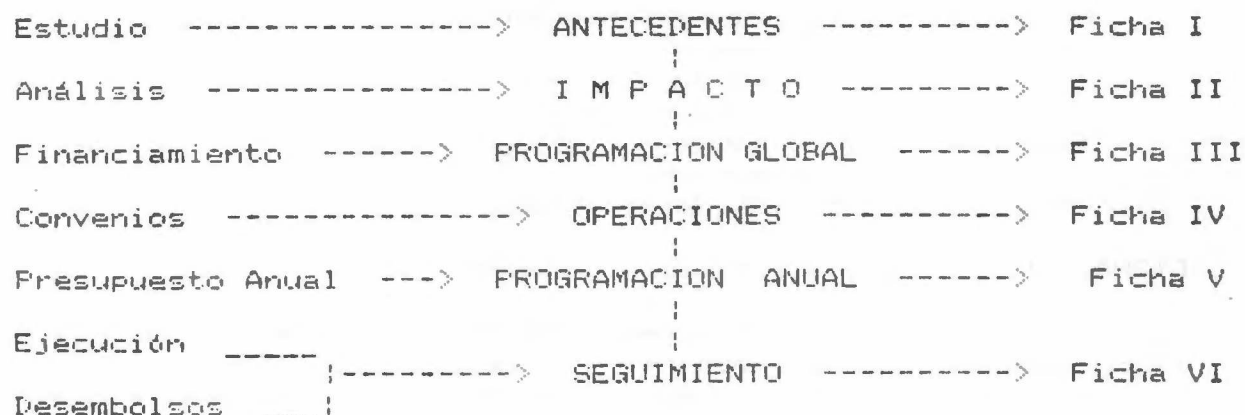 Estudio ----------------> ANTECEDENTES ----------> Ficha I
Análisis ---------------> I M P A C T O ---------> Ficha II
Financiamiento ------> PROGRAMACION GLOBAL ------> Ficha III
Convenios ---------------> OPERACIONES ----------> Ficha IV
Presupuesto Anual ---> PROGRAMACION ANUAL ------> Ficha V
Ejecución _____
¦---------> SEGUIMIENTO ----------> Ficha VI
Desembolsos _ ¦